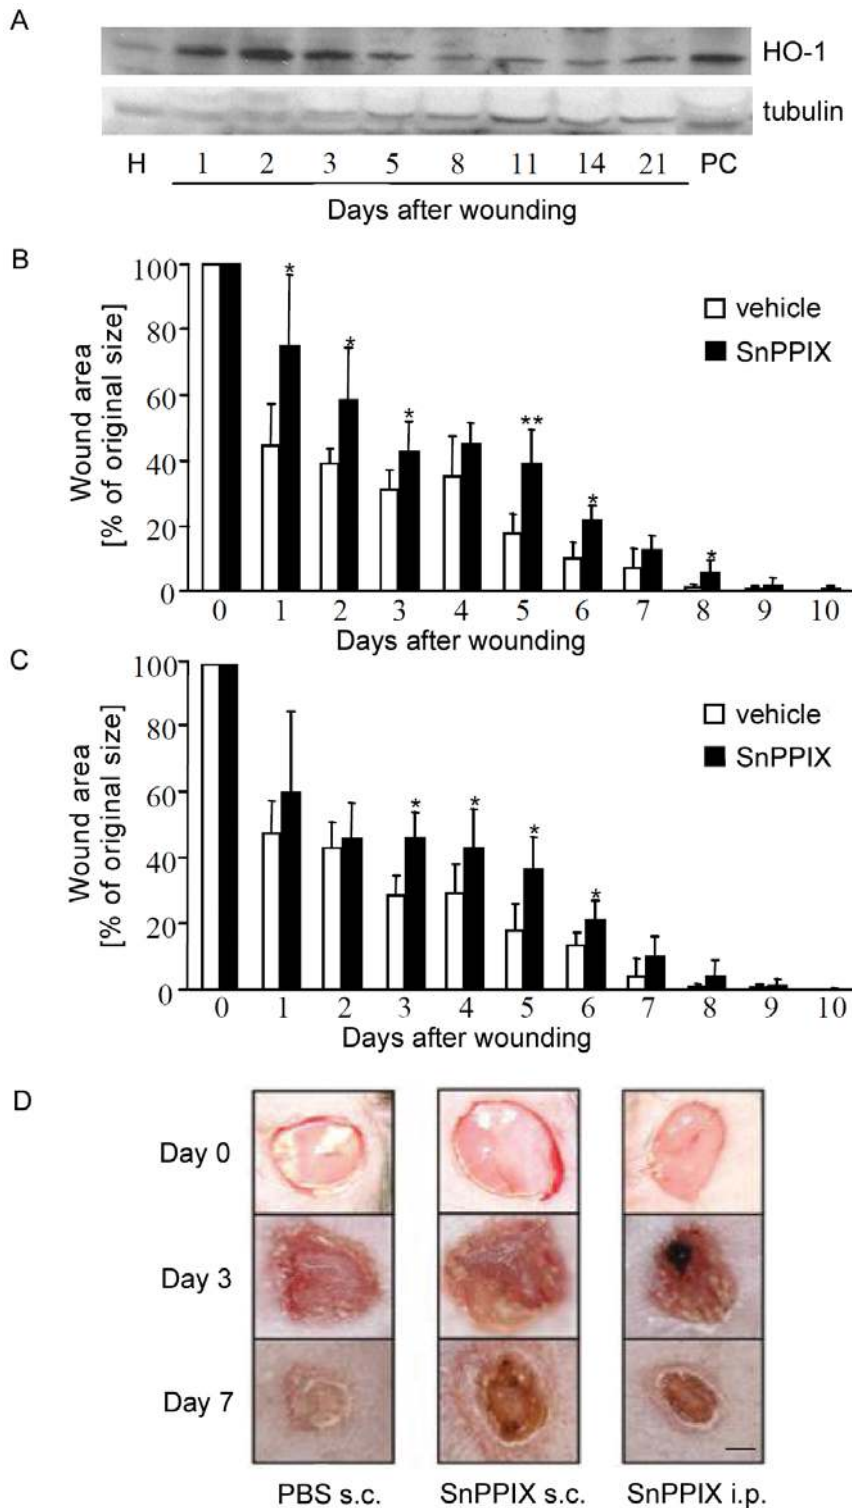 A
HO-1
tubulin
H 1 2 3 5 8 11 14 21 PC
Days after wounding
B
Wound area
[% of original size]
100
80
60
40
20
0
* * * ** * *
vehicle
SnPPIX
0 1 2 3 4 5 6 7 8 9 10
Days after wounding
C
Wound area
[% of original size]
100
80
60
40
20
0
* * * *
vehicle
SnPPIX
0 1 2 3 4 5 6 7 8 9 10
Days after wounding
D
Day 0
Day 3
Day 7
PBS s.c. SnPPIX s.c. SnPPIX i.p.